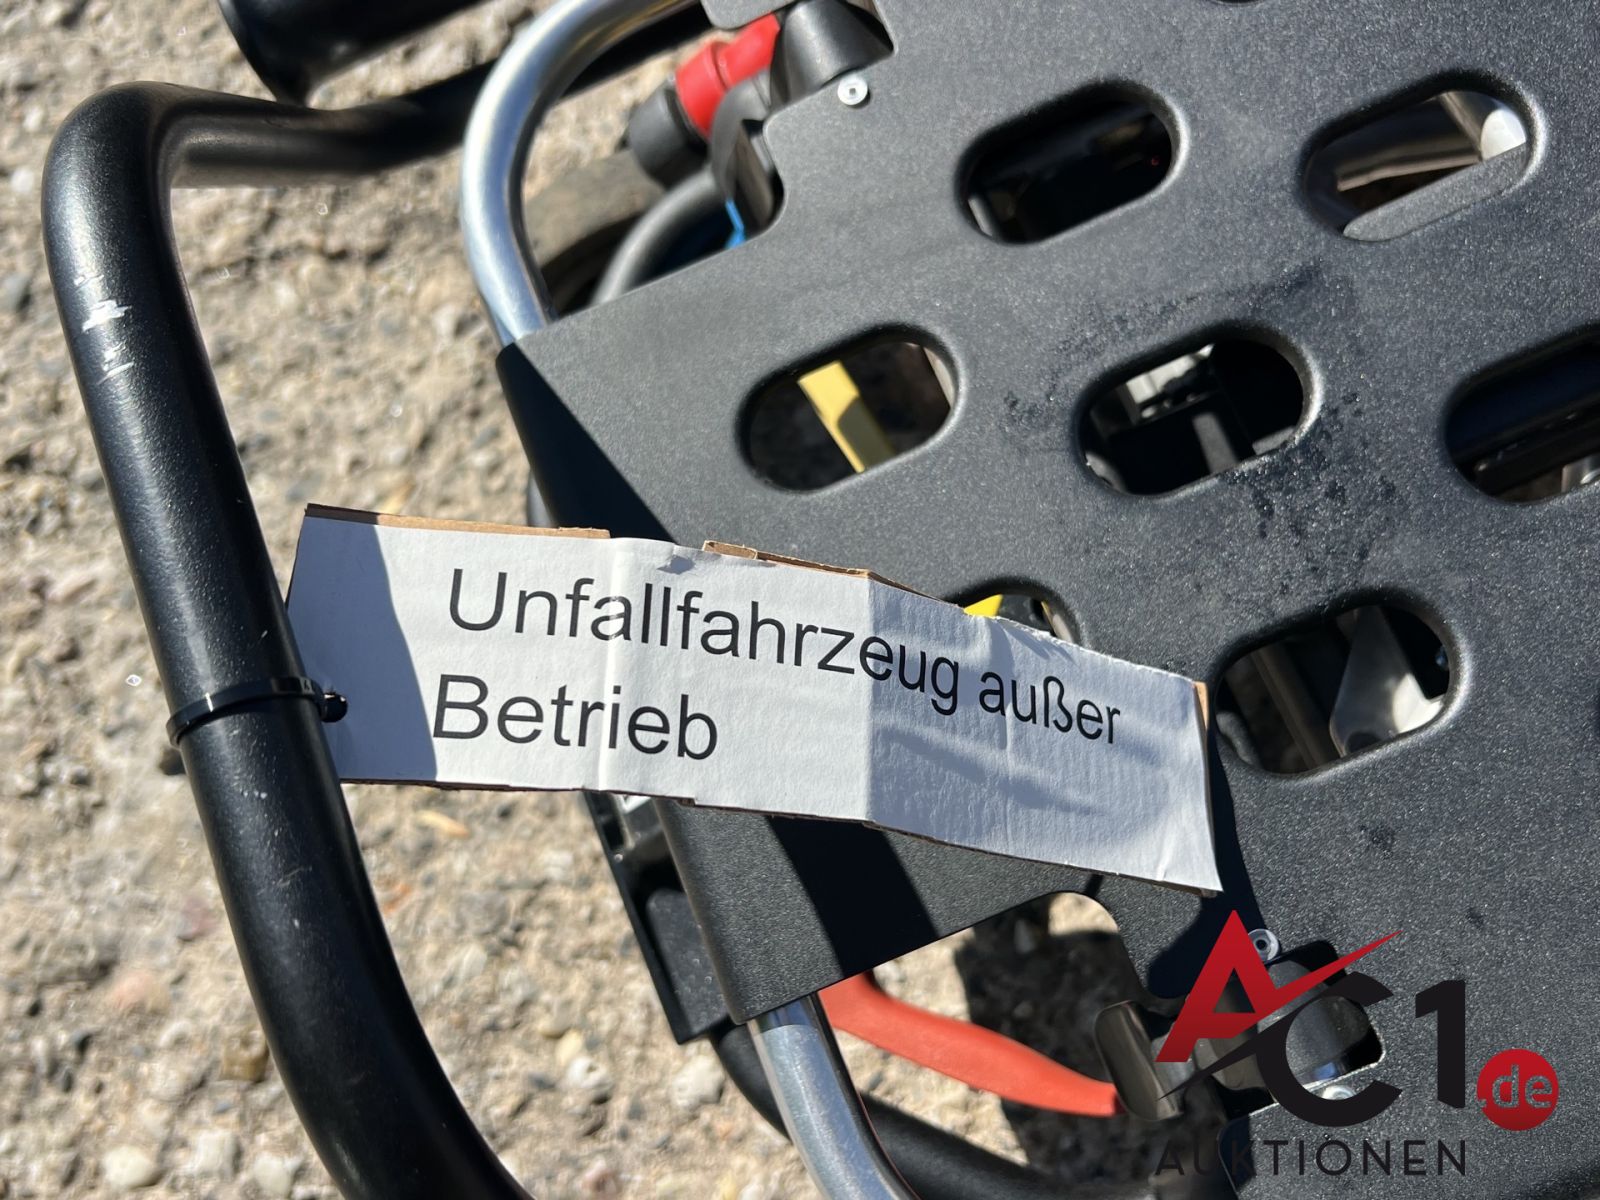 Unfallfahrzeug außer
Betrieb
AC1.de
AUKTIONEN